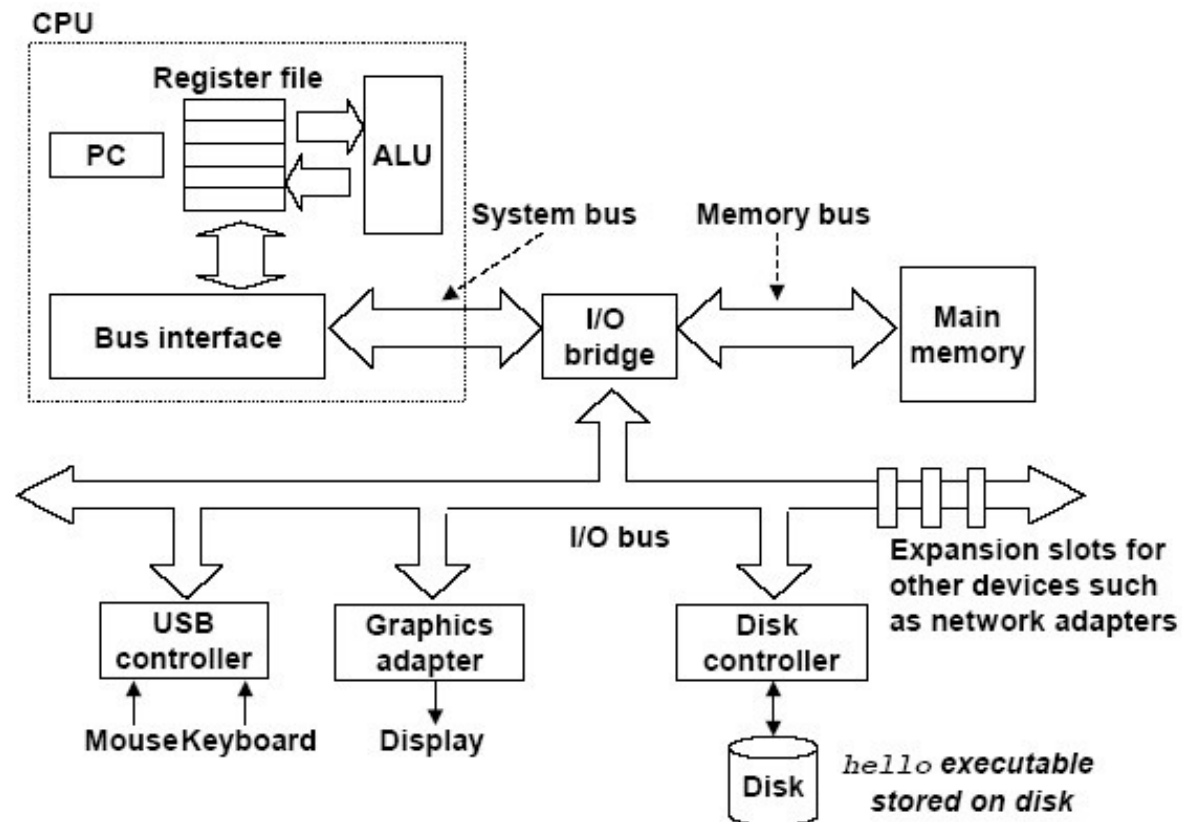 CPU
Register file
PC
ALU
System bus
Memory bus
Bus interface
I/O
bridge
Main
memory
I/O bus
Expansion slots for
other devices such
as network adapters
USB
controller
Graphics
adapter
Disk
controller
Mouse
Keyboard
Display
Disk
hello executable
stored on disk